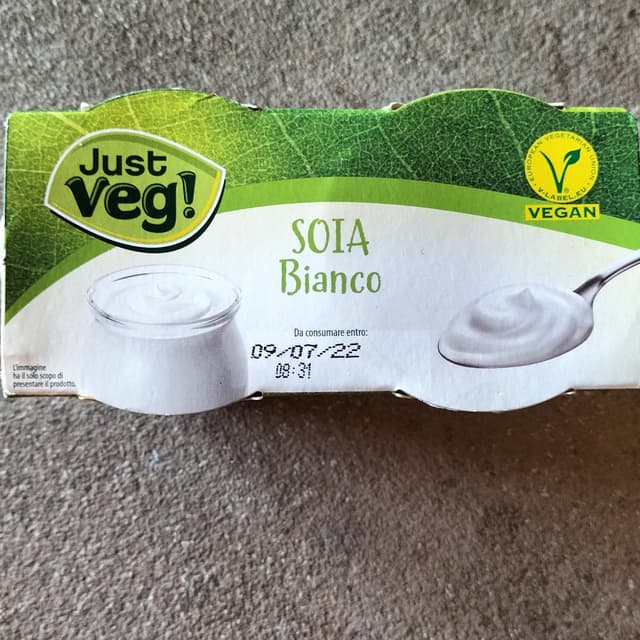 Just
Veg!
SOIA
Bianco
Da consumare entro:
09/07/22
08:31
L'immagine
ha il solo scopo di
presentare il prodotto.
EUROPEAN VEGETARIAN UNION
V-LABEL.EU
VEGAN